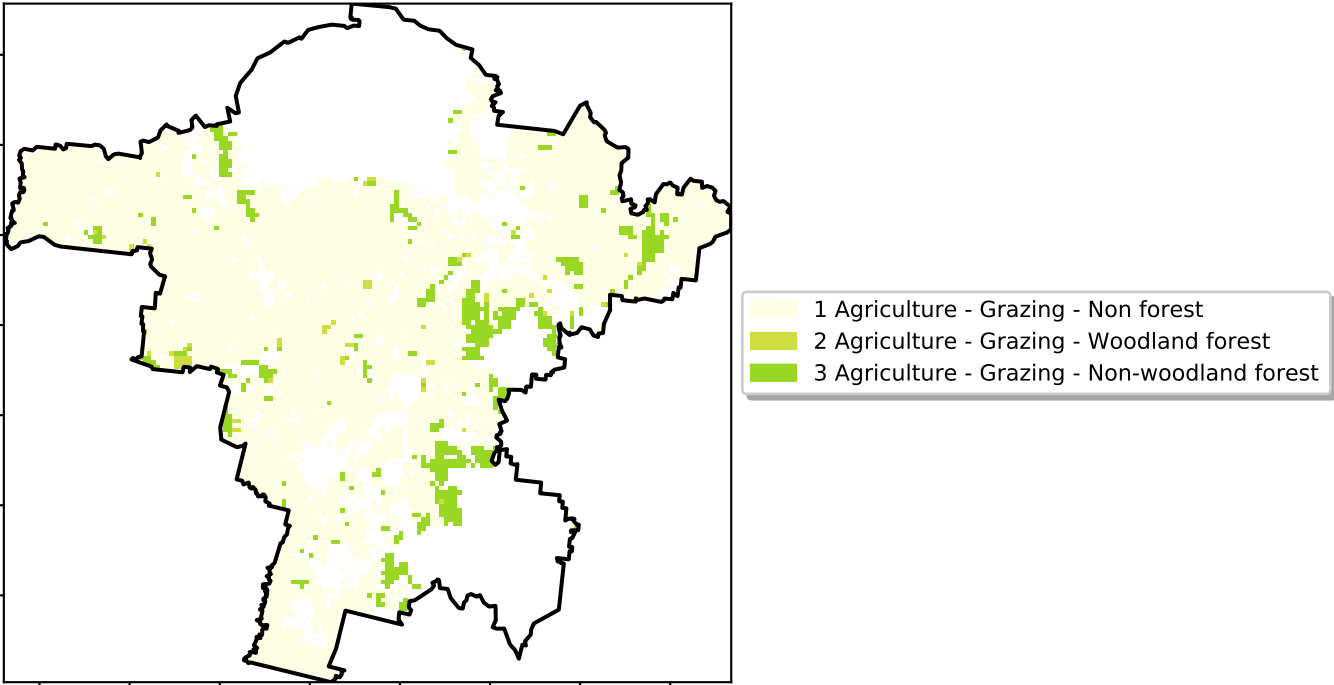 1 Agriculture - Grazing - Non forest
2 Agriculture - Grazing - Woodland forest
3 Agriculture - Grazing - Non-woodland forest